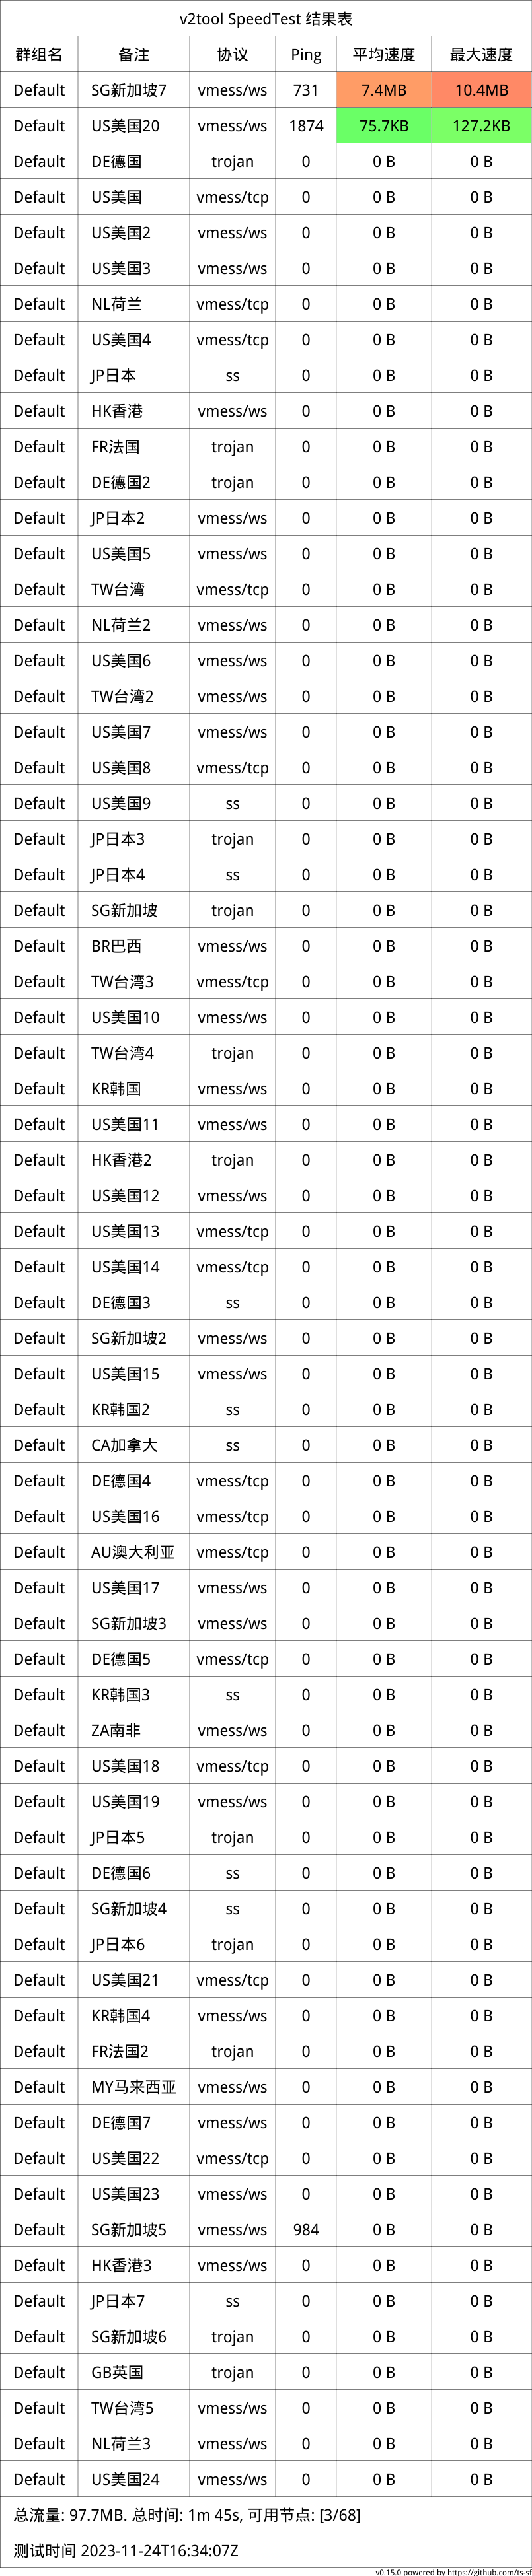 v2tool SpeedTest 结果表
群组名 备注 协议 Ping 平均速度 最大速度
Default SG新加坡7 vmess/ws 731 7.4MB 10.4MB
Default US美国20 vmess/ws 1874 75.7KB 127.2KB
Default DE德国 trojan 0 0 B 0 B
Default US美国 vmess/tcp 0 0 B 0 B
Default US美国2 vmess/ws 0 0 B 0 B
Default US美国3 vmess/ws 0 0 B 0 B
Default NL荷兰 vmess/tcp 0 0 B 0 B
Default US美国4 vmess/tcp 0 0 B 0 B
Default JP日本 ss 0 0 B 0 B
Default HK香港 vmess/ws 0 0 B 0 B
Default FR法国 trojan 0 0 B 0 B
Default DE德国2 trojan 0 0 B 0 B
Default JP日本2 vmess/ws 0 0 B 0 B
Default US美国5 vmess/ws 0 0 B 0 B
Default TW台湾 vmess/tcp 0 0 B 0 B
Default NL荷兰2 vmess/ws 0 0 B 0 B
Default US美国6 vmess/ws 0 0 B 0 B
Default TW台湾2 vmess/ws 0 0 B 0 B
Default US美国7 vmess/ws 0 0 B 0 B
Default US美国8 vmess/tcp 0 0 B 0 B
Default US美国9 ss 0 0 B 0 B
Default JP日本3 trojan 0 0 B 0 B
Default JP日本4 ss 0 0 B 0 B
Default SG新加坡 trojan 0 0 B 0 B
Default BR巴西 vmess/ws 0 0 B 0 B
Default TW台湾3 vmess/tcp 0 0 B 0 B
Default US美国10 vmess/ws 0 0 B 0 B
Default TW台湾4 trojan 0 0 B 0 B
Default KR韩国 vmess/ws 0 0 B 0 B
Default US美国11 vmess/ws 0 0 B 0 B
Default HK香港2 trojan 0 0 B 0 B
Default US美国12 vmess/ws 0 0 B 0 B
Default US美国13 vmess/tcp 0 0 B 0 B
Default US美国14 vmess/tcp 0 0 B 0 B
Default DE德国3 ss 0 0 B 0 B
Default SG新加坡2 vmess/ws 0 0 B 0 B
Default US美国15 vmess/ws 0 0 B 0 B
Default KR韩国2 ss 0 0 B 0 B
Default CA加拿大 ss 0 0 B 0 B
Default DE德国4 vmess/tcp 0 0 B 0 B
Default US美国16 vmess/tcp 0 0 B 0 B
Default AU澳大利亚 vmess/tcp 0 0 B 0 B
Default US美国17 vmess/ws 0 0 B 0 B
Default SG新加坡3 vmess/ws 0 0 B 0 B
Default DE德国5 vmess/tcp 0 0 B 0 B
Default KR韩国3 ss 0 0 B 0 B
Default ZA南非 vmess/ws 0 0 B 0 B
Default US美国18 vmess/tcp 0 0 B 0 B
Default US美国19 vmess/ws 0 0 B 0 B
Default JP日本5 trojan 0 0 B 0 B
Default DE德国6 ss 0 0 B 0 B
Default SG新加坡4 ss 0 0 B 0 B
Default JP日本6 trojan 0 0 B 0 B
Default US美国21 vmess/tcp 0 0 B 0 B
Default KR韩国4 vmess/ws 0 0 B 0 B
Default FR法国2 trojan 0 0 B 0 B
Default MY马来西亚 vmess/ws 0 0 B 0 B
Default DE德国7 vmess/ws 0 0 B 0 B
Default US美国22 vmess/tcp 0 0 B 0 B
Default US美国23 vmess/ws 0 0 B 0 B
Default SG新加坡5 vmess/ws 984 0 B 0 B
Default HK香港3 vmess/ws 0 0 B 0 B
Default JP日本7 ss 0 0 B 0 B
Default SG新加坡6 trojan 0 0 B 0 B
Default GB英国 trojan 0 0 B 0 B
Default TW台湾5 vmess/ws 0 0 B 0 B
Default NL荷兰3 vmess/ws 0 0 B 0 B
Default US美国24 vmess/ws 0 0 B 0 B
总流量: 97.7MB. 总时间: 1m 45s, 可用节点: [3/68]
测试时间 2023-11-24T16:34:07Z
v0.15.0 powered by https://github.com/ts-sf